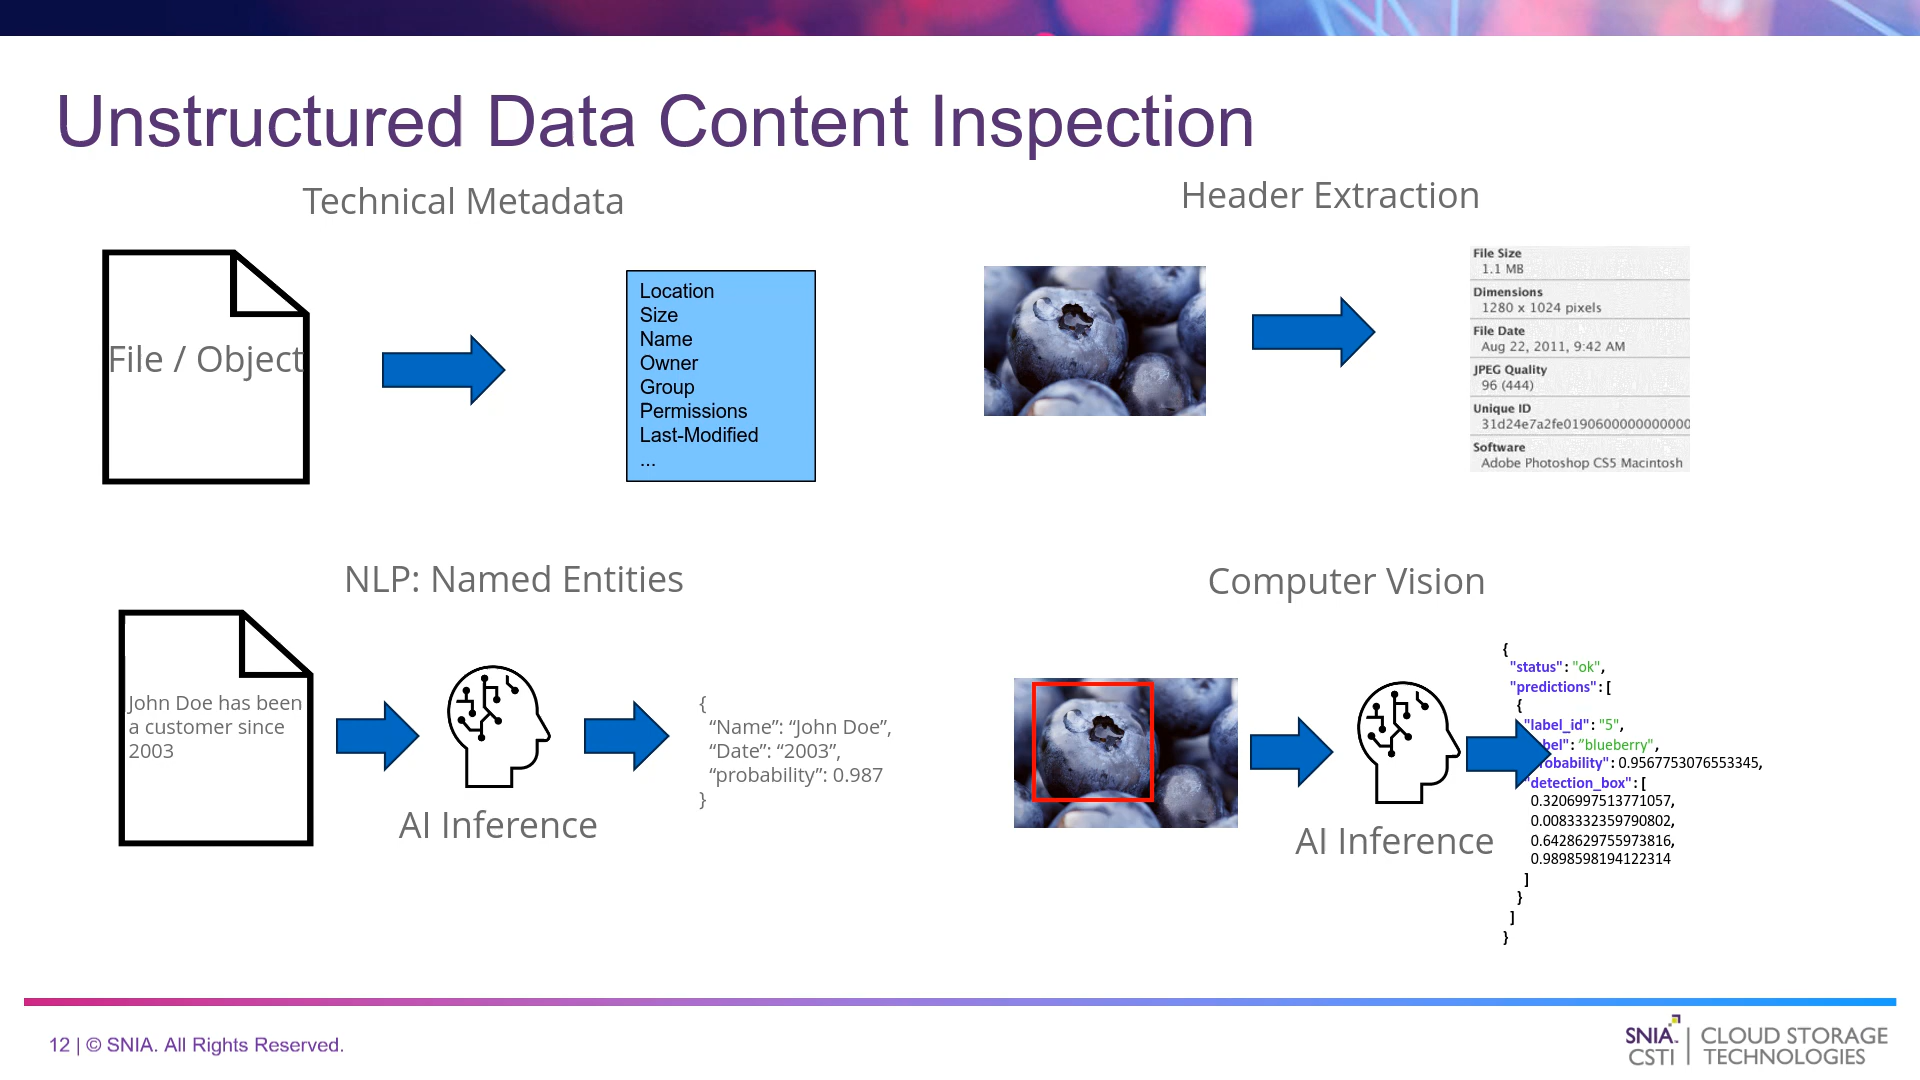 Unstructured Data Content Inspection
Technical Metadata
File / Object
Location
Size
Name
Owner
Group
Permissions
Last-Modified
...
Header Extraction
File Size
1.1 MB
Dimensions
1280 x 1024 pixels
File Date
Aug 22, 2011, 9:42 AM
JPEG Quality
96 (444)
Unique ID
Software
Adobe Photoshop CS5 Macintosh
NLP: Named Entities
John Doe has been
a customer since
2003
AI Inference
{
“Name”: “John Doe”,
“Date”: “2003”,
“probability”: 0.987
}
Computer Vision
AI Inference
{
"status": "ok",
"predictions": [
{
"label_id": "5",
"blueberry",
0.9567753076553345,
"detection_box": [
0.3206997513771057,
0.0083332359790802,
0.6428629755973816,
0.9898598194122314
]
}
]
}
12 | © SNIA. All Rights Reserved.
SNIA. | CLOUD STORAGE
CSTI | TECHNOLOGIES